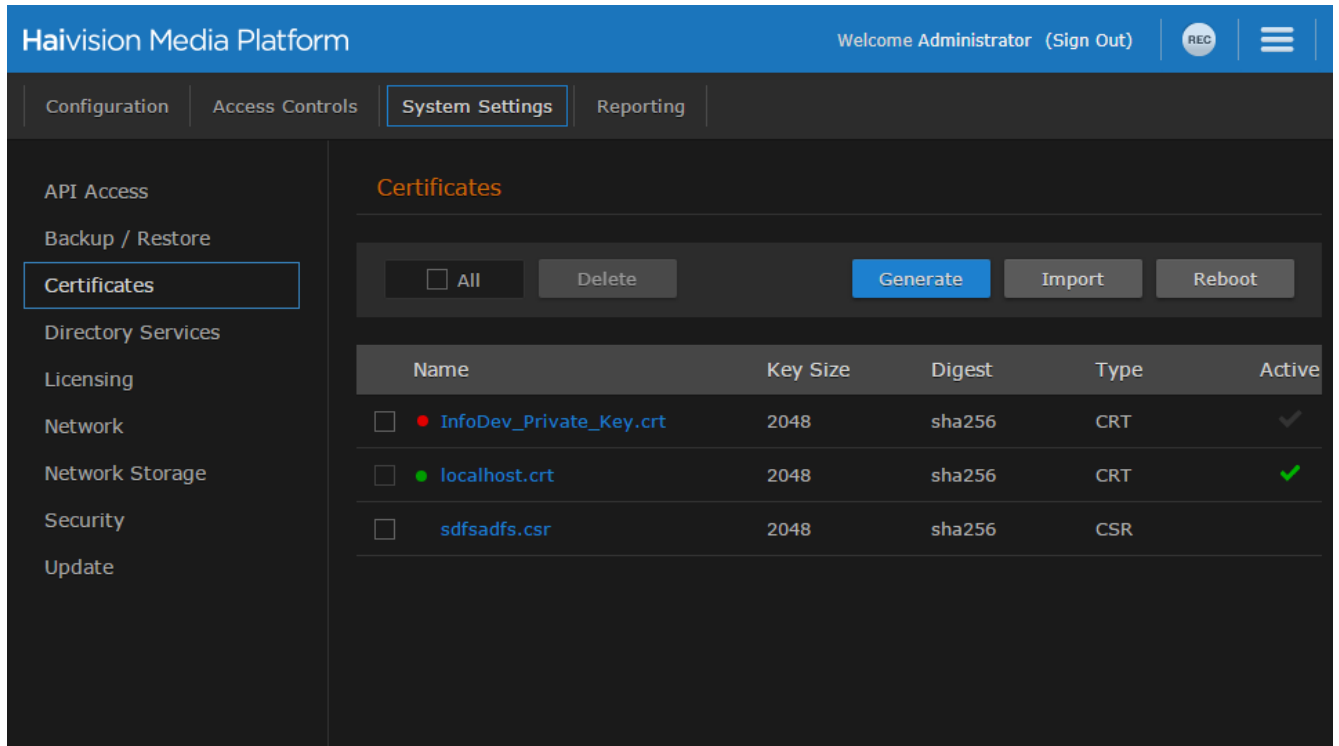 Haivision Media Platform
Welcome Administrator (Sign Out)
REC
Configuration Access Controls System Settings Reporting
API Access
Backup / Restore
Certificates
Directory Services
Licensing
Network
Network Storage
Security
Update
Certificates
All Delete Generate Import Reboot
Name Key Size Digest Type Active
InfoDev_Private_Key.crt 2048 sha256 CRT
localhost.crt 2048 sha256 CRT
sdfsadfs.csr 2048 sha256 CSR